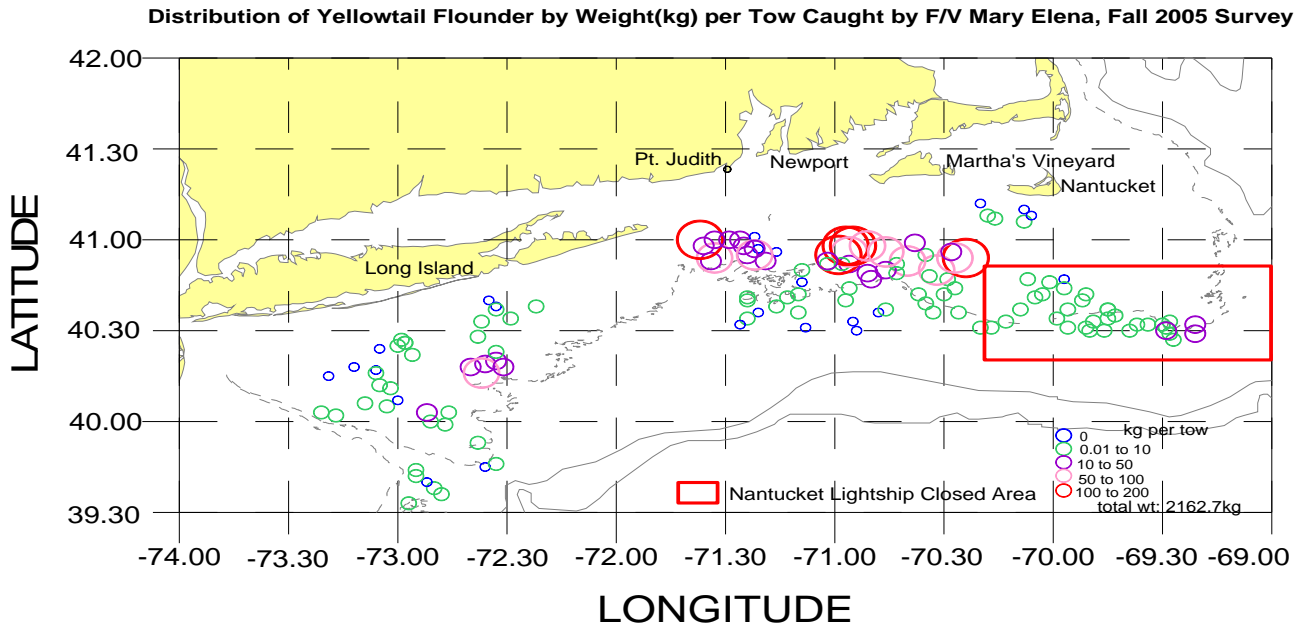 Distribution of Yellowtail Flounder by Weight(kg) per Tow Caught by F/V Mary Elena, Fall 2005 Survey
42.00
41.30
Pt. Judith
Newport
Martha's Vineyard
Nantucket
41.00
Long Island
LATITUDE
40.30
40.00
kg per tow
0
0.01 to 10
10 to 50
50 to 100
100 to 200
total wt: 2162.7kg
Nantucket Lightship Closed Area
39.30
-74.00 -73.30 -73.00 -72.30 -72.00 -71.30 -71.00 -70.30 -70.00 -69.30 -69.00
LONGITUDE